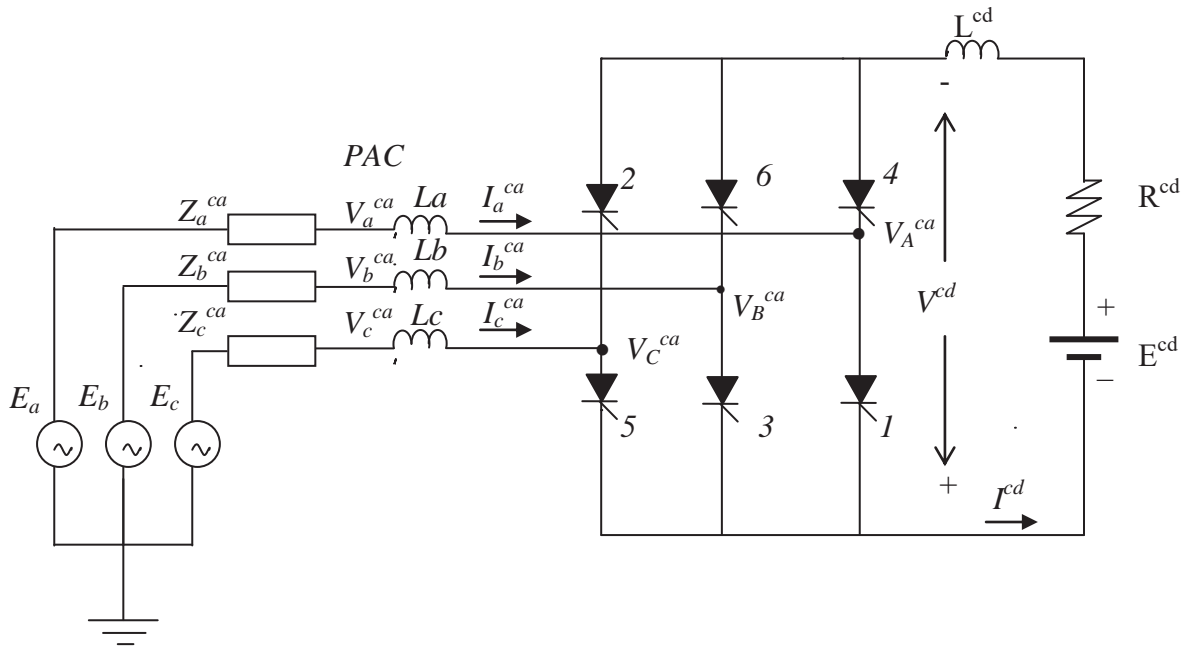 L^cd
-
PAC
2
6
4
Z_a^ca
V_a^ca
La
I_a^ca
R^cd
V_A^ca
Z_b^ca
V_b^ca
Lb
I_b^ca
V^cd
V_B^ca
+
Z_c^ca
V_c^ca
Lc
I_c^ca
V_C^ca
E^cd
–
E_a
E_b
E_c
5
3
1
+
I^cd